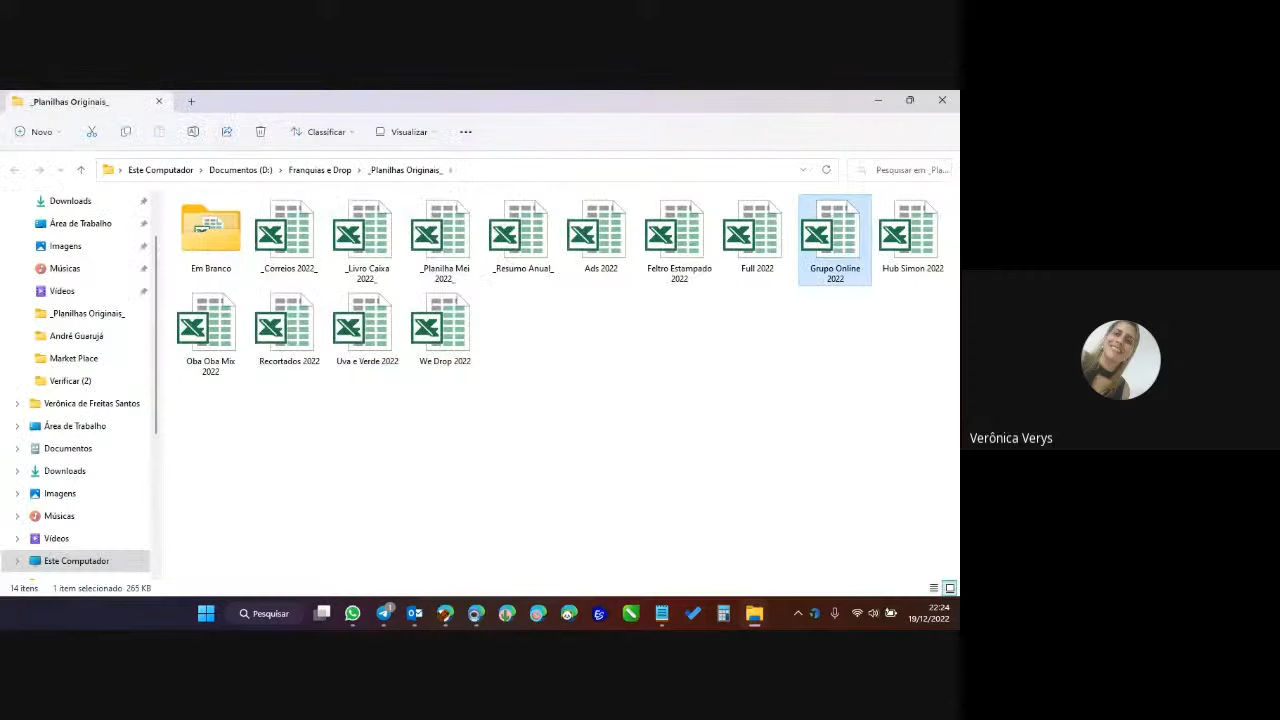 _Planilhas Originais_
Novo
Classificar
Visualizar
Este Computador > Documentos (D:) > Franquias e Drop > _Planilhas Originais_
Pesquisar em _Pla...
Downloads
Área de Trabalho
Imagens
Músicas
Vídeos
_Planilhas Originais_
André Guarujá
Market Place
Verificar (2)
Verônica de Freitas Santos
Área de Trabalho
Documentos
Downloads
Imagens
Músicas
Vídeos
Este Computador
Em Branco
_Correios 2022_
_Livro Caixa
2022_
_Planilha Mei
2022_
_Resumo Anual_
Ads 2022
Feltro Estampado
2022
Full 2022
Grupo Online
2022
Hub Simon 2022
Oba Oba Mix
2022
Recortados 2022
Uva e Verde 2022
We Drop 2022
14 itens
1 item selecionado 265 KB
Pesquisar
22:24
19/12/2022
Verônica Verys